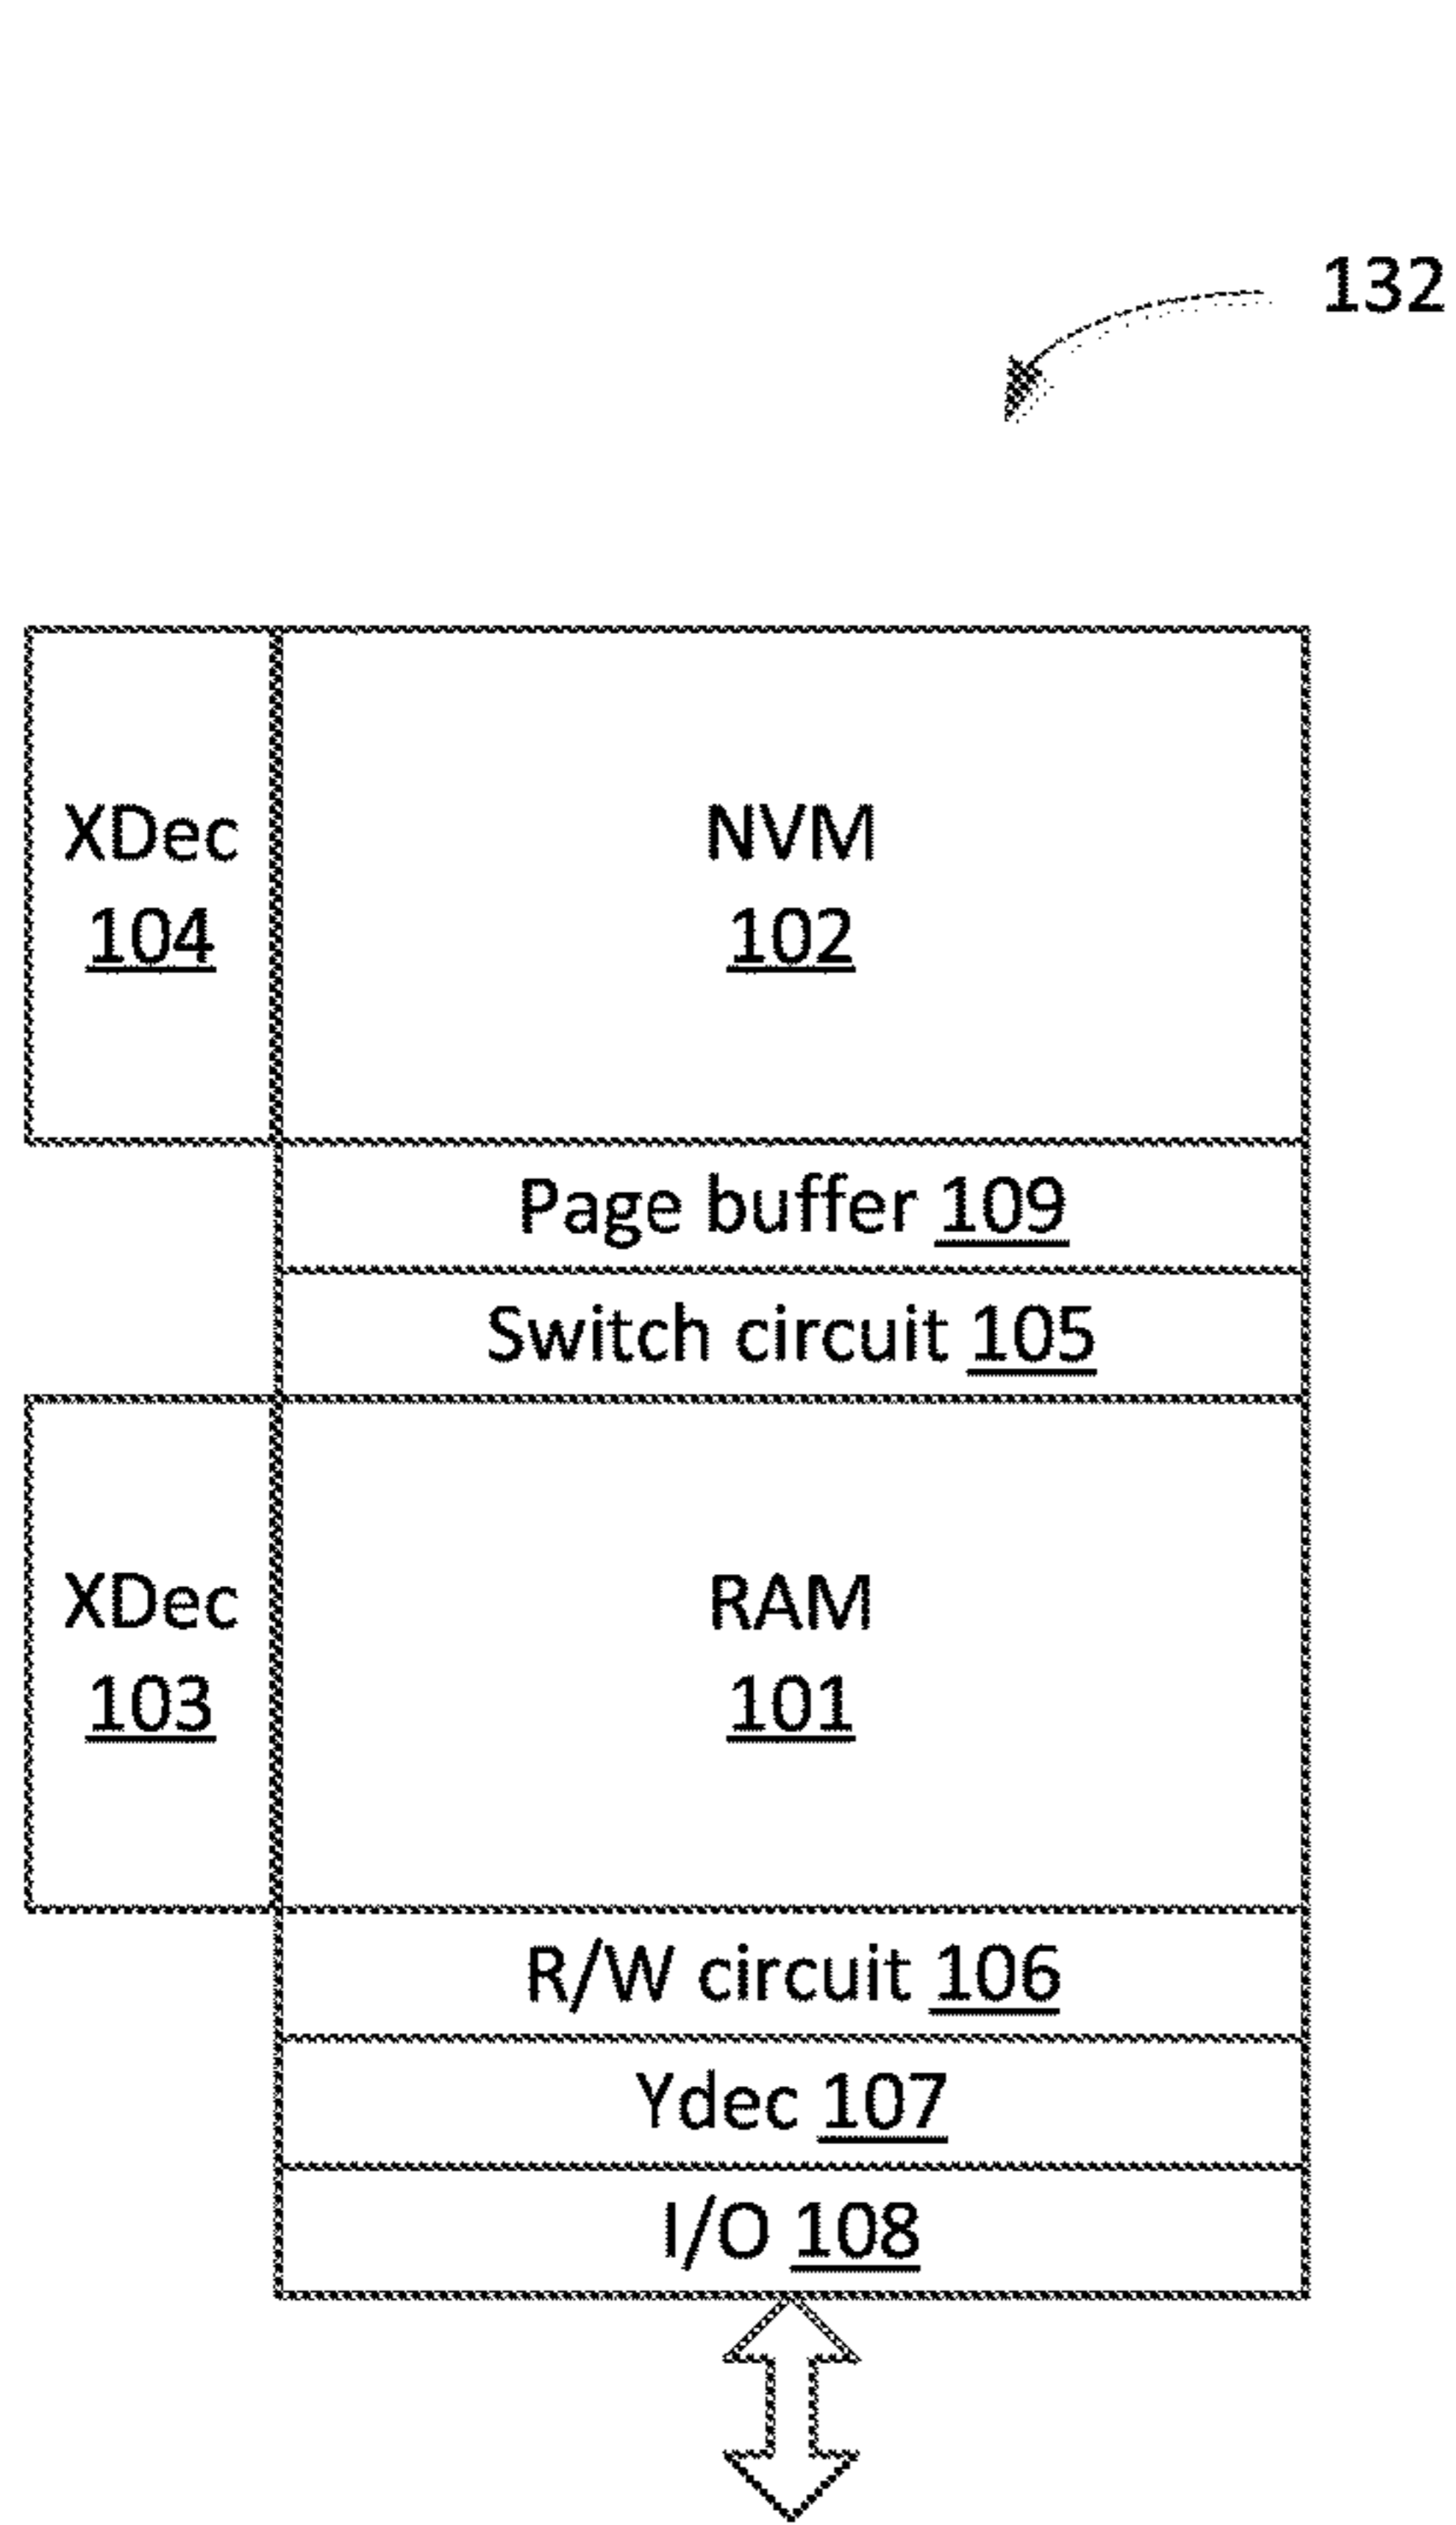 132
XDec
104
NVM
102
Page buffer 109
Switch circuit 105
XDec
103
RAM
101
R/W circuit 106
Ydec 107
I/O 108